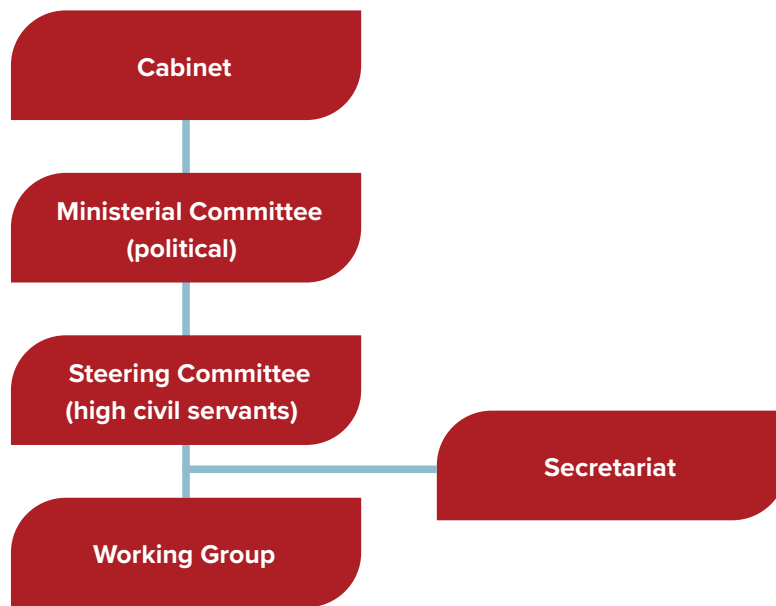 Cabinet
Ministerial Committee
(political)
Steering Committee
(high civil servants)
Secretariat
Working Group